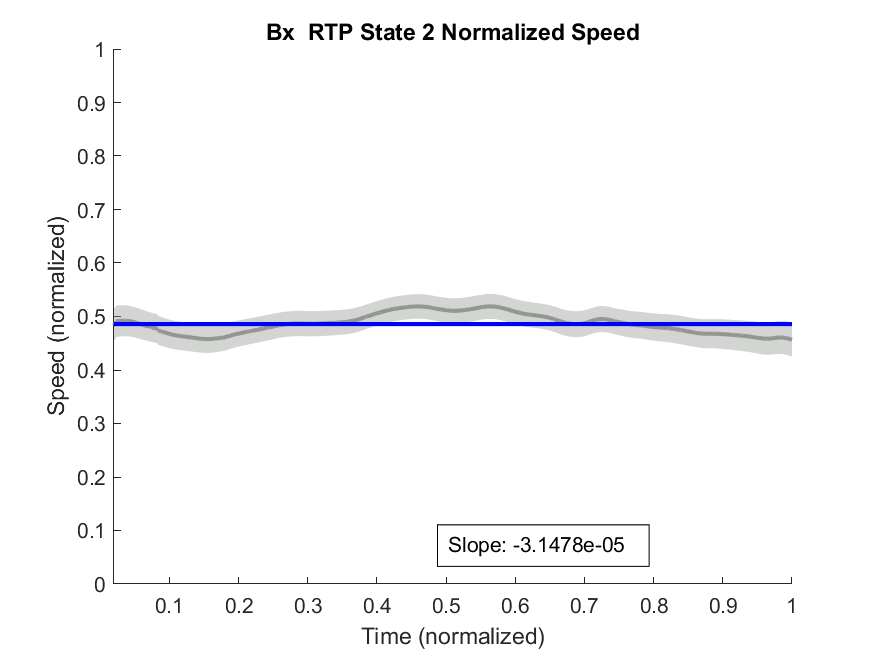 Bx  RTP State 2 Normalized Speed
1
0.9
0.8
0.7
0.6
0.5
0.4
0.3
0.2
0.1
0
Speed (normalized)
Slope: -3.1478e-05
0.1 0.2 0.3 0.4 0.5 0.6 0.7 0.8 0.9 1
Time (normalized)